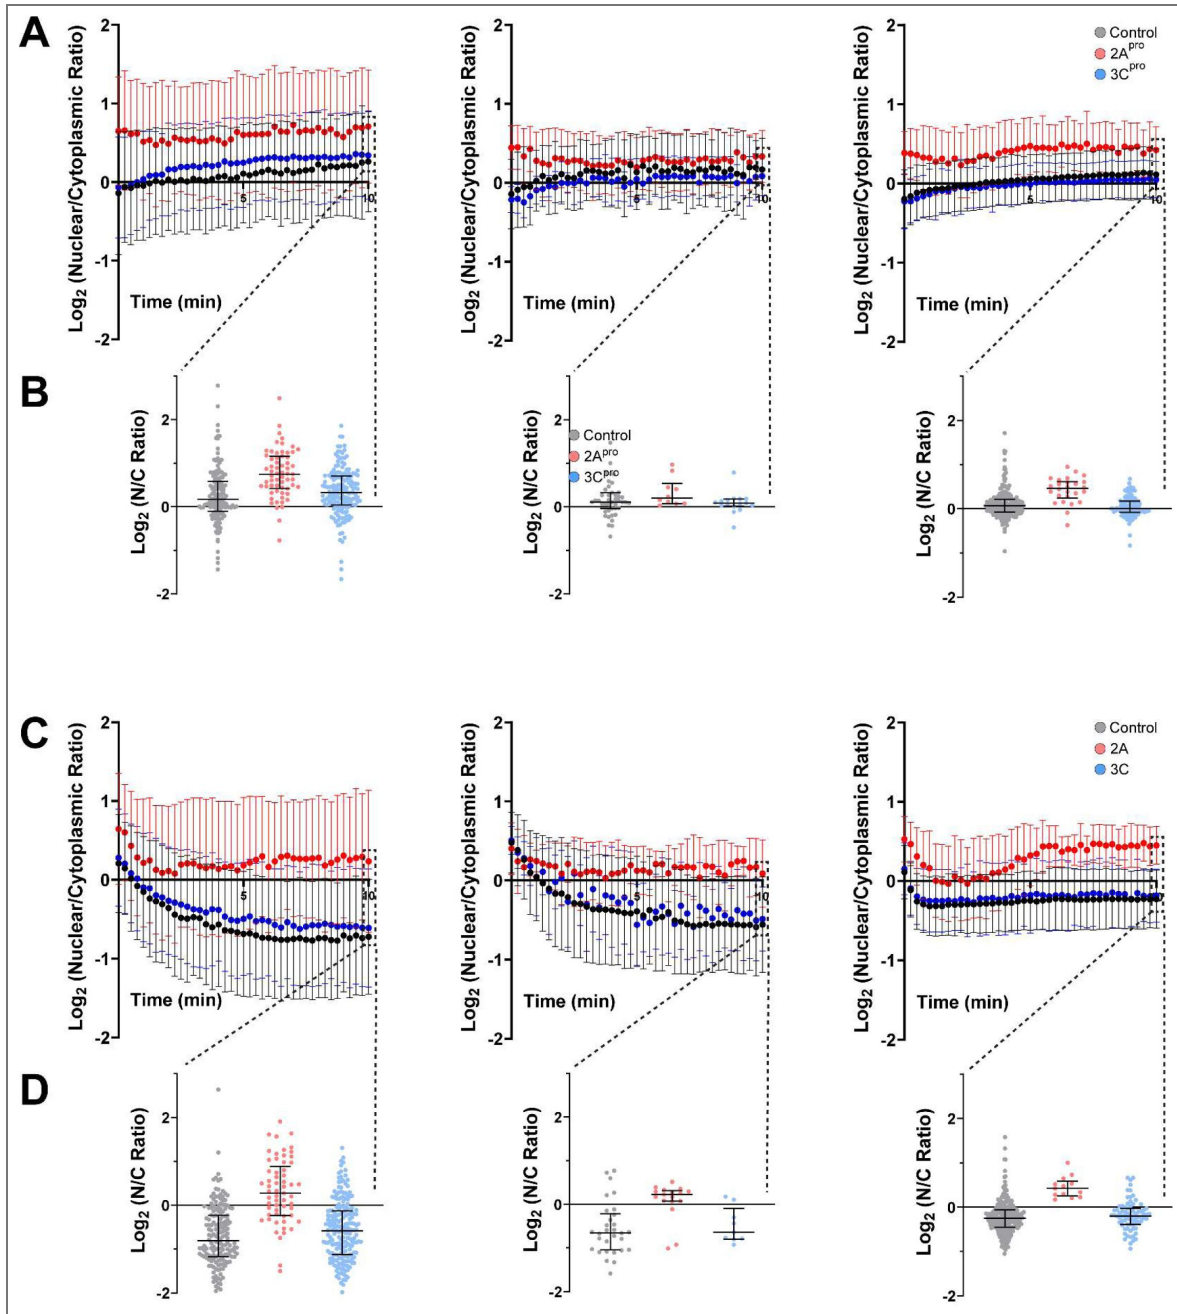 A
Log₂ (Nuclear/Cytoplasmic Ratio)
2
1
0
-1
-2
5
10
Time (min)
Log₂ (Nuclear/Cytoplasmic Ratio)
2
1
0
-1
-2
5
10
Time (min)
Log₂ (Nuclear/Cytoplasmic Ratio)
2
1
0
-1
-2
5
10
Time (min)
Control
2Aᵖʳᵒ
3Cᵖʳᵒ
B
Log₂ (N/C Ratio)
2
0
-2
Log₂ (N/C Ratio)
2
0
-2
Control
2Aᵖʳᵒ
3Cᵖʳᵒ
Log₂ (N/C Ratio)
2
0
-2
C
Log₂ (Nuclear/Cytoplasmic Ratio)
2
1
0
-1
-2
5
10
Time (min)
Log₂ (Nuclear/Cytoplasmic Ratio)
2
1
0
-1
-2
5
10
Time (min)
Log₂ (Nuclear/Cytoplasmic Ratio)
2
1
0
-1
-2
5
10
Time (min)
Control
2A
3C
D
Log₂ (N/C Ratio)
2
0
-2
Log₂ (N/C Ratio)
2
0
-2
Log₂ (N/C Ratio)
2
0
-2